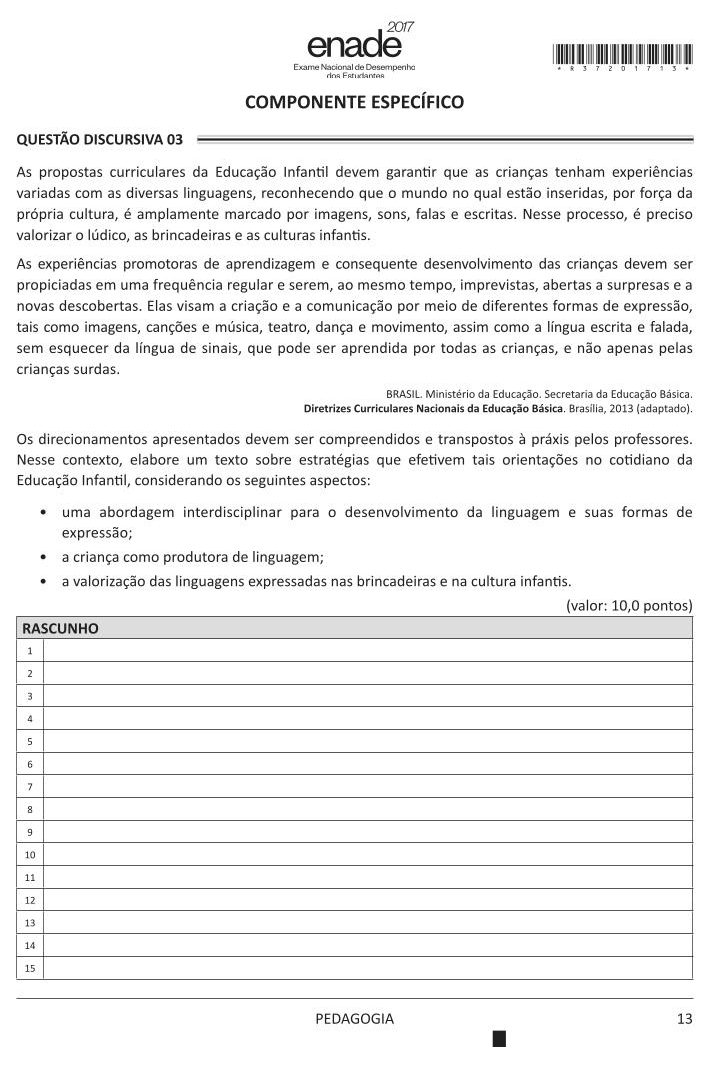 2017
enade
Exame Nacional de Desempenho
dos Estudantes
*R3720171 3*
COMPONENTE ESPECÍFICO
QUESTÃO DISCURSIVA 03
As propostas curriculares da Educação Infantil devem garantir que as crianças tenham experiências
variadas com as diversas linguagens, reconhecendo que o mundo no qual estão inseridas, por força da
própria cultura, é amplamente marcado por imagens, sons, falas e escritas. Nesse processo, é preciso
valorizar o lúdico, as brincadeiras e as culturas infantis.
As experiências promotoras de aprendizagem e consequente desenvolvimento das crianças devem ser
propiciadas em uma frequência regular e serem, ao mesmo tempo, imprevistas, abertas a surpresas e a
novas descobertas. Elas visam a criação e a comunicação por meio de diferentes formas de expressão,
tais como imagens, canções e música, teatro, dança e movimento, assim como a língua escrita e falada,
sem esquecer da língua de sinais, que pode ser aprendida por todas as crianças, e não apenas pelas
crianças surdas.
BRASIL. Ministério da Educação. Secretaria da Educação Básica.
Diretrizes Curriculares Nacionais da Educação Básica. Brasília, 2013 (adaptado).
Os direcionamentos apresentados devem ser compreendidos e transpostos à práxis pelos professores.
Nesse contexto, elabore um texto sobre estratégias que efetivem tais orientações no cotidiano da
Educação Infantil, considerando os seguintes aspectos:
• uma abordagem interdisciplinar para o desenvolvimento da linguagem e suas formas de
expressão;
• a criança como produtora de linguagem;
• a valorização das linguagens expressadas nas brincadeiras e na cultura infantis.
(valor: 10,0 pontos)
RASCUNHO
1
2
3
4
5
6
7
8
9
10
11
12
13
14
15
PEDAGOGIA
13